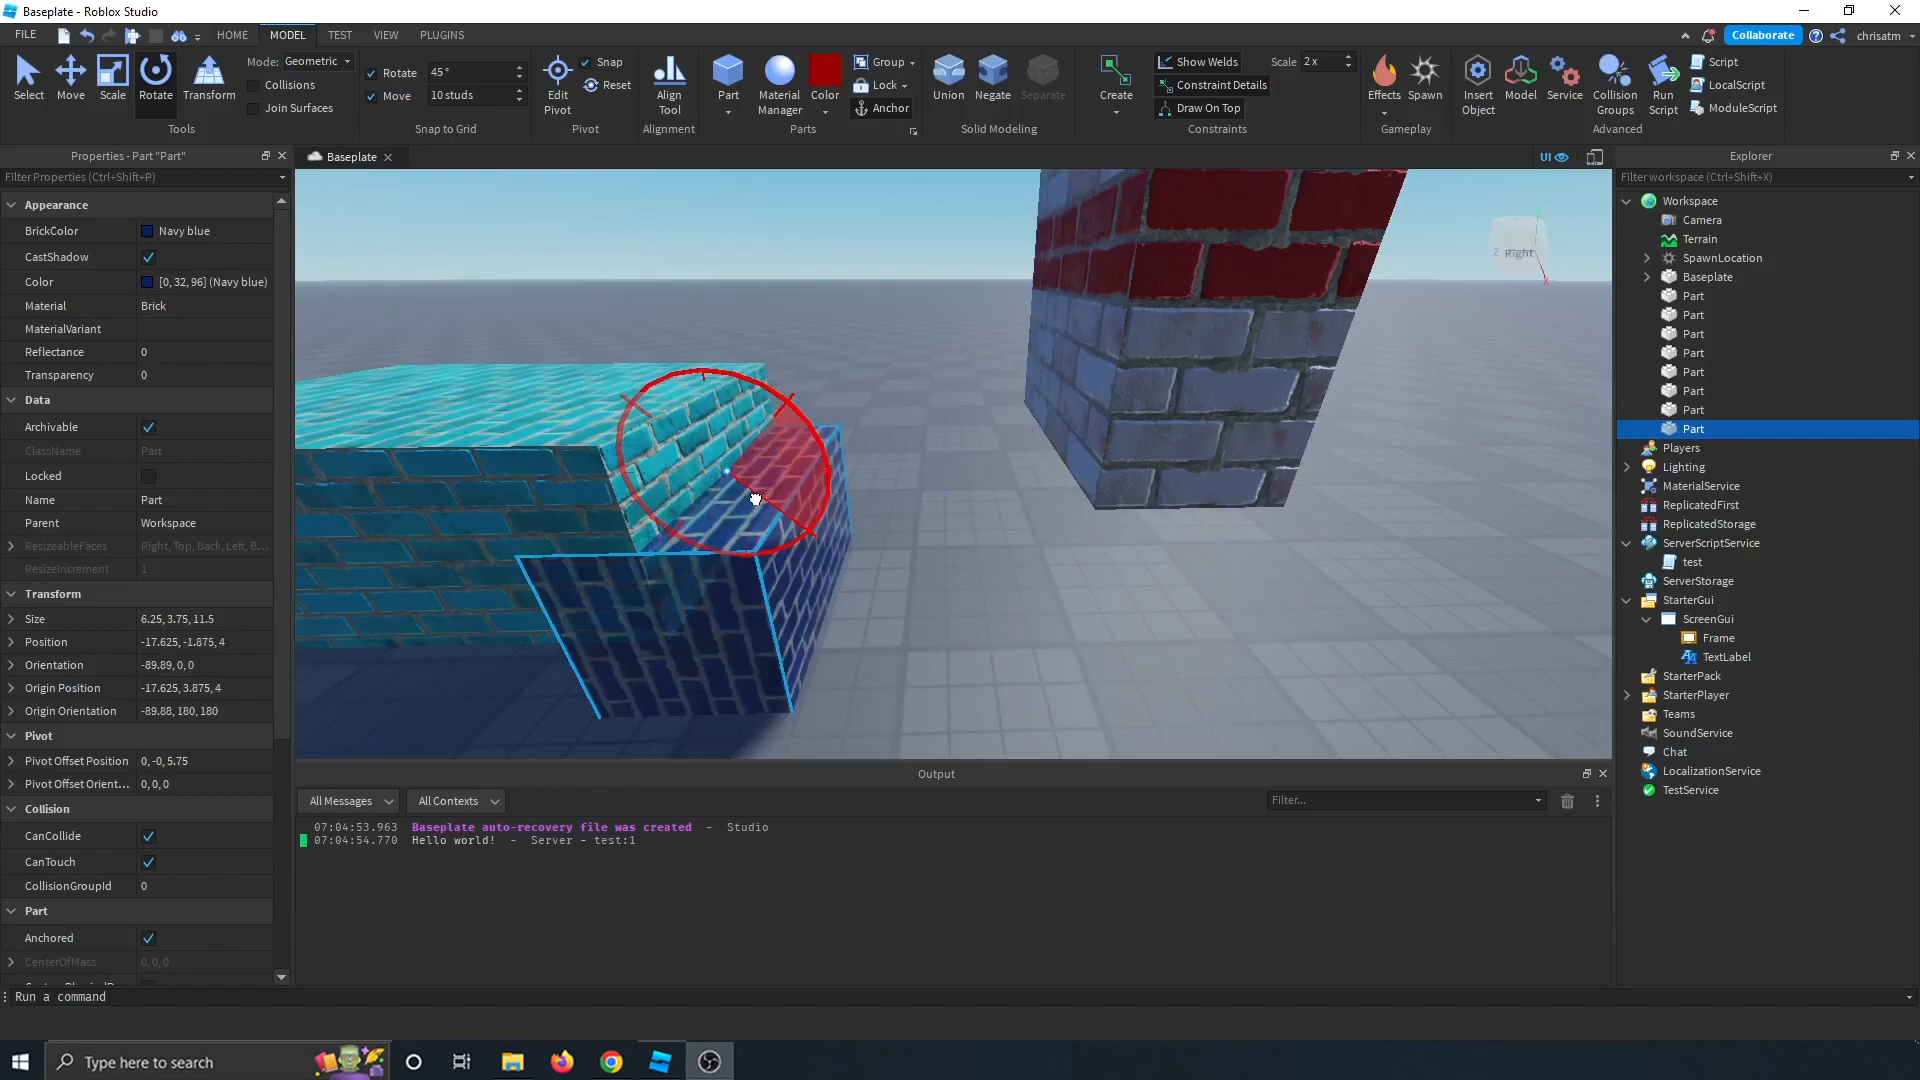 Baseplate - Roblox Studio
FILE HOME MODEL TEST VIEW PLUGINS Collaborate chrisatm
Select Move Scale Rotate Transform
Mode: Geometric
Collisions
Join Surfaces
Tools
Rotate 45°
Move 10 studs
Snap to Grid
Edit Pivot
Snap
Reset
Pivot
Align Tool
Alignment
Part
Material Manager
Color
Group
Lock
Anchor
Parts
Union Negate Separate
Solid Modeling
Create
Show Welds
Constraint Details
Draw On Top
Scale 2 x
Constraints
Effects Spawn
Gameplay
Insert Object
Model
Service
Collision Groups
Run Script
Script
LocalScript
ModuleScript
Advanced
Properties - Part "Part"
Filter Properties (Ctrl+Shift+P)
Appearance
BrickColor Navy blue
CastShadow
Color [0, 32, 96] (Navy blue)
Material Brick
MaterialVariant
Reflectance 0
Transparency 0
Data
Archivable
ClassName Part
Locked
Name Part
Parent Workspace
ResizeableFaces Right, Top, Back, Left, B...
ResizeIncrement 1
Transform
Size 6.25, 3.75, 11.5
Position -17.625, -1.875, 4
Orientation -89.89, 0, 0
Origin Position -17.625, 3.875, 4
Origin Orientation -89.88, 180, 180
Pivot
Pivot Offset Position 0, -0, 5.75
Pivot Offset Orient... 0, 0, 0
Collision
CanCollide
CanTouch
CollisionGroupId 0
Part
Anchored
CenterOfMass 0, 0, 0
Baseplate
UI
Z Right
X
Output
All Messages All Contexts Filter...
07:04:53.963 Baseplate auto-recovery file was created - Studio
07:04:54.770 Hello world! - Server - test:1
Explorer
Filter workspace (Ctrl+Shift+X)
Workspace
Camera
Terrain
SpawnLocation
Baseplate
Part
Part
Part
Part
Part
Part
Part
Part
Players
Lighting
MaterialService
ReplicatedFirst
ReplicatedStorage
ServerScriptService
test
ServerStorage
StarterGui
ScreenGui
Frame
TextLabel
StarterPack
StarterPlayer
Teams
SoundService
Chat
LocalizationService
TestService
Run a command
Type here to search